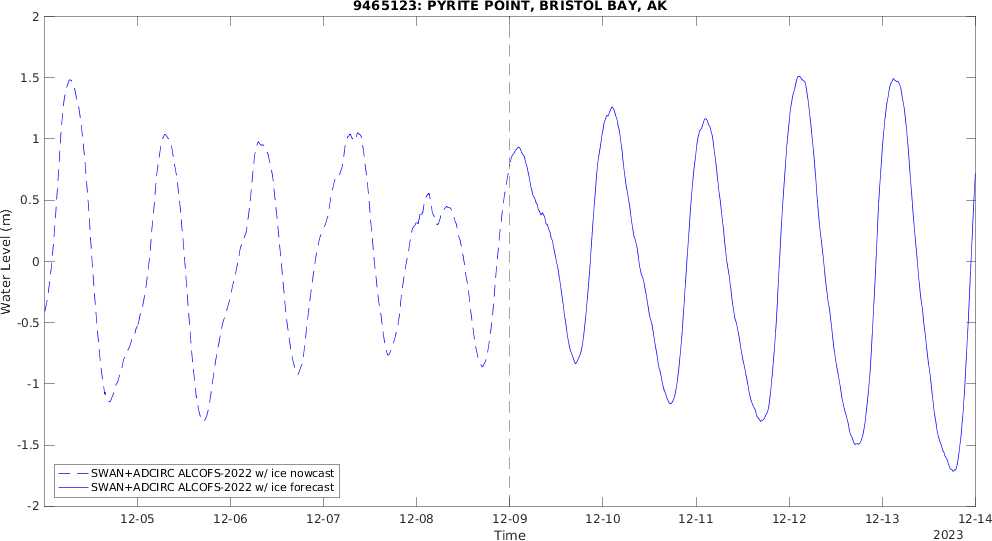 9465123: PYRITE POINT, BRISTOL BAY, AK
2
1.5
1
0.5
0
-0.5
-1
-1.5
-2
Water Level (m)
SWAN+ADCIRC ALCOFS-2022 w/ ice nowcast
SWAN+ADCIRC ALCOFS-2022 w/ ice forecast
12-05 12-06 12-07 12-08 12-09 12-10 12-11 12-12 12-13 12-14
Time
2023